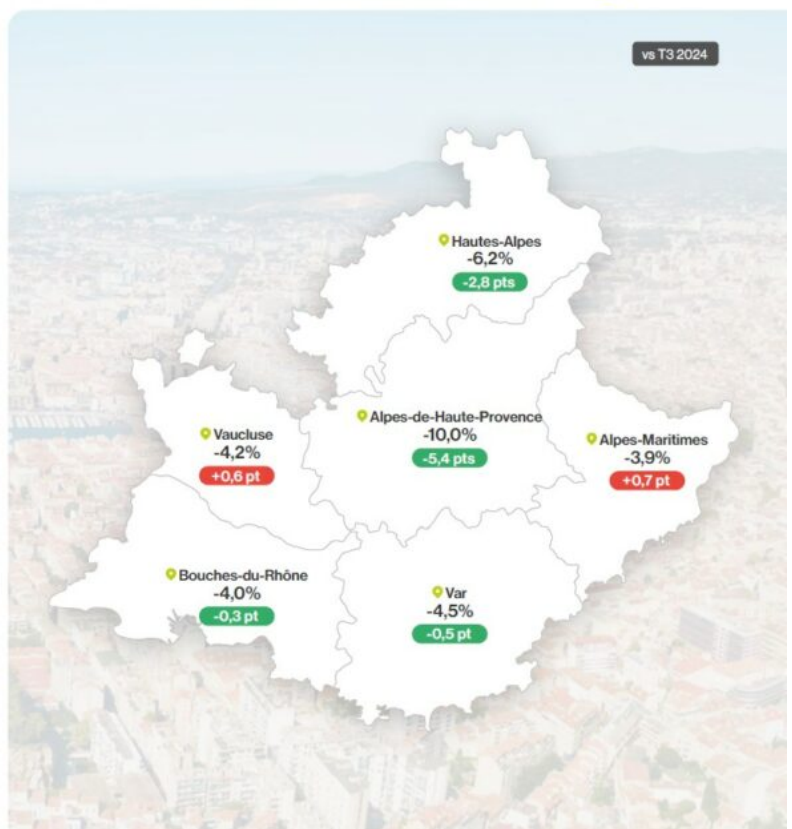 vs T3 2024
Hautes-Alpes
-6,2%
-2,8 pts
Alpes-de-Haute-Provence
-10,0%
-5,4 pts
Vaucluse
-4,2%
+0,6 pt
Alpes-Maritimes
-3,9%
+0,7 pt
Bouches-du-Rhône
-4,0%
-0,3 pt
Var
-4,5%
-0,5 pt